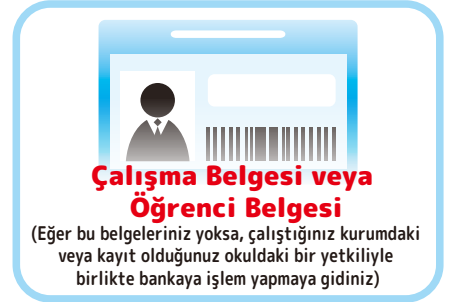 Çalışma Belgesi veya
Öğrenci Belgesi
(Eğer bu belgeleriniz yoksa, çalıştığınız kurumdaki
veya kayıt olduğunuz okuldaki bir yetkiliyle
birlikte bankaya işlem yapmaya gidiniz)